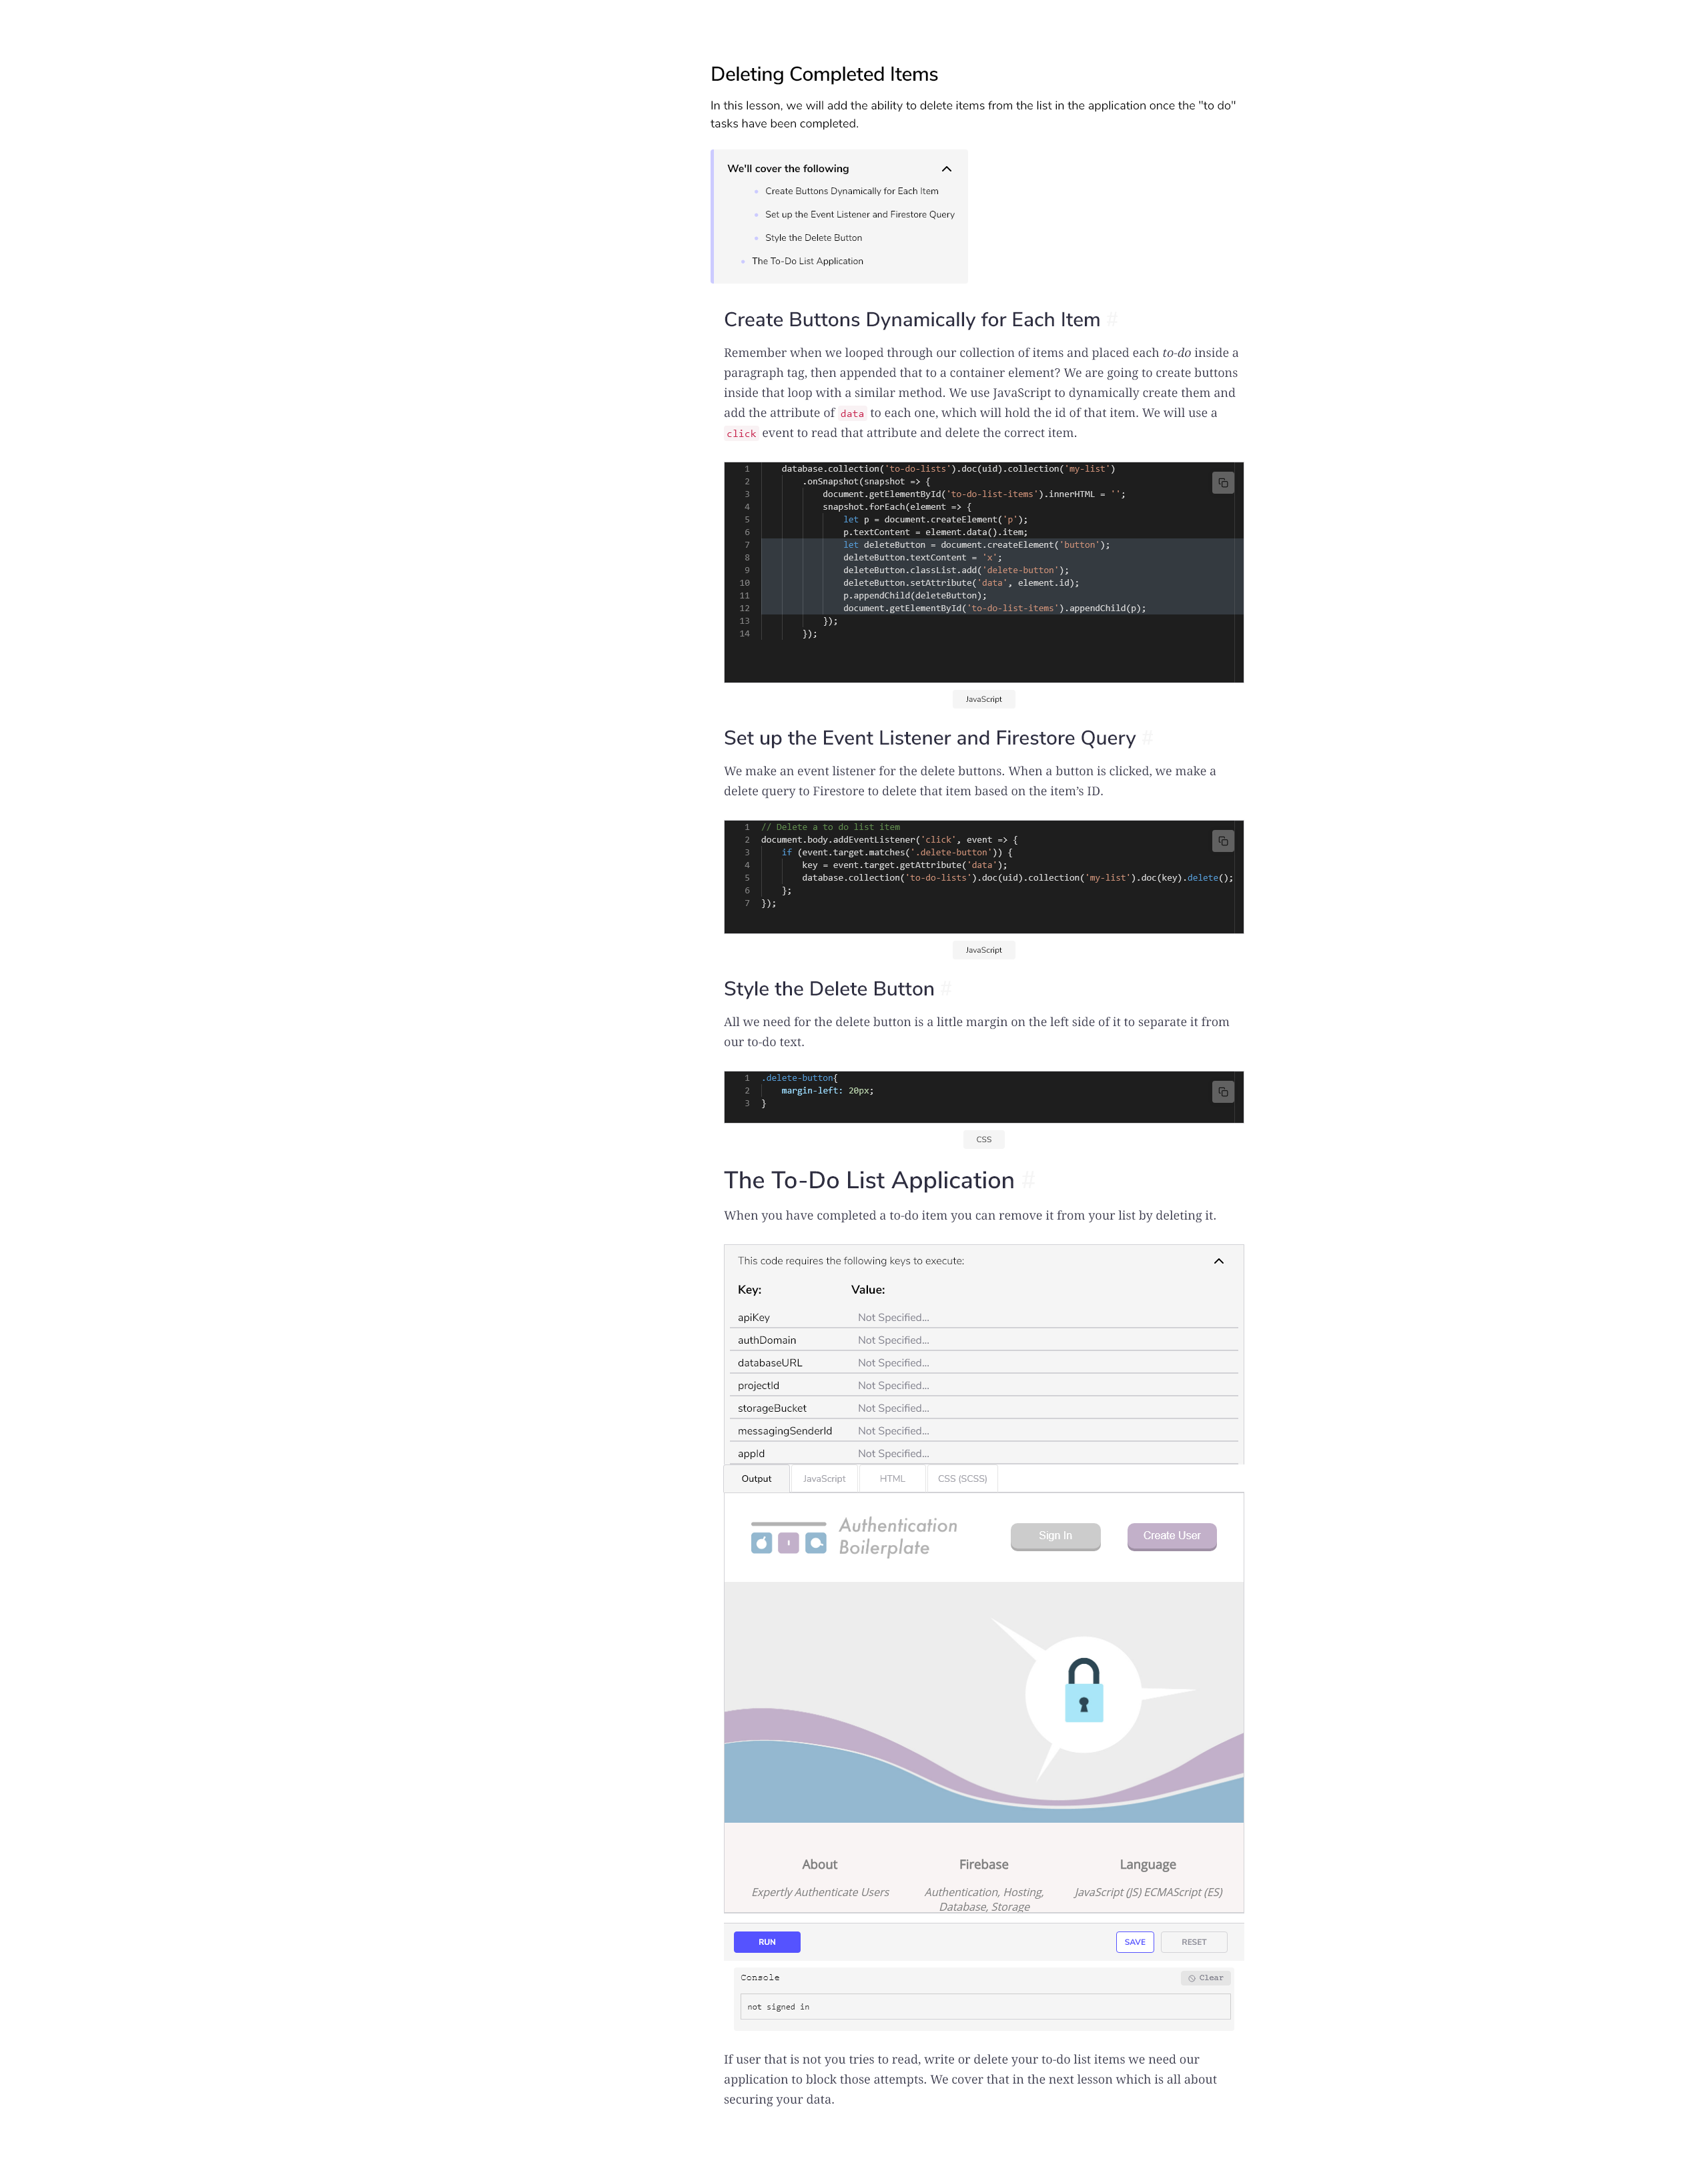 Deleting Completed Items
In this lesson, we will add the ability to delete items from the list in the application once the "to do"
tasks have been completed.
We'll cover the following
Create Buttons Dynamically for Each Item
Set up the Event Listener and Firestore Query
Style the Delete Button
The To-Do List Application
Create Buttons Dynamically for Each Item #
Remember when we looped through our collection of items and placed each to-do inside a
paragraph tag, then appended that to a container element? We are going to create buttons
inside that loop with a similar method. We use JavaScript to dynamically create them and
add the attribute of data to each one, which will hold the id of that item. We will use a
click event to read that attribute and delete the correct item.
1 database.collection('to-do-lists').doc(uid).collection('my-list')
2 .onSnapshot(snapshot => {
3 document.getElementById('to-do-list-items').innerHTML = '';
4 snapshot.forEach(element => {
5 let p = document.createElement('p');
6 p.textContent = element.data().item;
7 let deleteButton = document.createElement('button');
8 deleteButton.textContent = 'x';
9 deleteButton.classList.add('delete-button');
10 deleteButton.setAttribute('data', element.id);
11 p.appendChild(deleteButton);
12 document.getElementById('to-do-list-items').appendChild(p);
13 });
14 });
JavaScript
Set up the Event Listener and Firestore Query #
We make an event listener for the delete buttons. When a button is clicked, we make a
delete query to Firestore to delete that item based on the item’s ID.
1 // Delete a to do list item
2 document.body.addEventListener('click', event => {
3 if (event.target.matches('.delete-button')) {
4 key = event.target.getAttribute('data');
5 database.collection('to-do-lists').doc(uid).collection('my-list').doc(key).delete();
6 };
7 });
JavaScript
Style the Delete Button #
All we need for the delete button is a little margin on the left side of it to separate it from
our to-do text.
1 .delete-button{
2 margin-left: 20px;
3 }
CSS
The To-Do List Application #
When you have completed a to-do item you can remove it from your list by deleting it.
This code requires the following keys to execute:
Key: Value:
apiKey Not Specified...
authDomain Not Specified...
databaseURL Not Specified...
projectId Not Specified...
storageBucket Not Specified...
messagingSenderId Not Specified...
appId Not Specified...
Output JavaScript HTML CSS (SCSS)
Authentication
Boilerplate
Sign In Create User
About Firebase Language
Expertly Authenticate Users Authentication, Hosting, JavaScript (JS) ECMAScript (ES)
Database, Storage
RUN SAVE RESET
Console Clear
not signed in
If user that is not you tries to read, write or delete your to-do list items we need our
application to block those attempts. We cover that in the next lesson which is all about
securing your data.